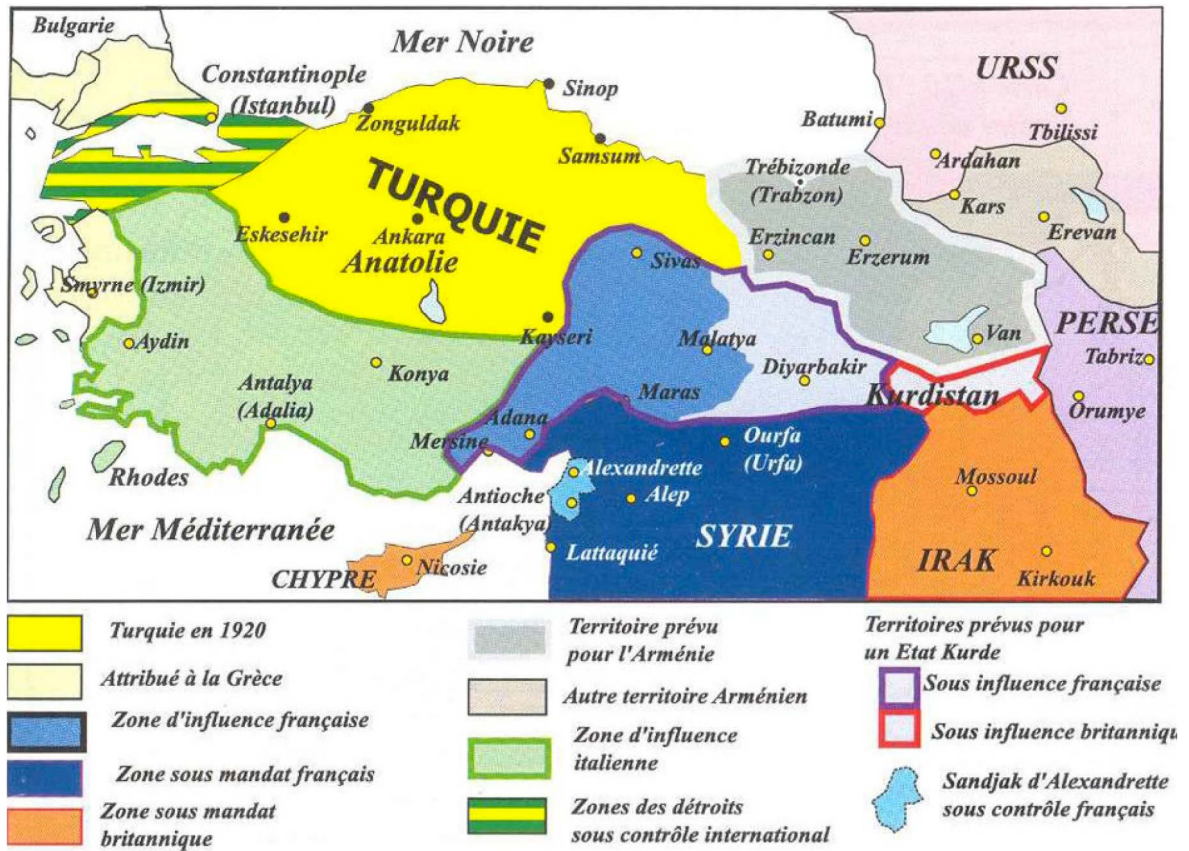 Bulgarie
Mer Noire
Constantinople
(Istanbul)
Sinop
Zonguldak
Samsum
URSS
Batumi
Tbilissi
Ardahan
Trébizonde
(Trabzon)
Kars
Erevan
TURQUIE
Eskesehir
Ankara
Anatolie
Sivas
Erzincan
Erzerum
Smyrne (Izmir)
Aydin
Kayseri
Malatya
Diyarbakir
Van
PERSE
Tabriz
Konya
Antalya
(Adalia)
Maras
Kurdistan
Orumye
Adana
Mersine
Rhodes
Ourfa
(Urfa)
Alexandrette
Alep
Mossoul
Antioche
(Antakya)
Mer Méditerranée
SYRIE
Lattaquié
CHYPRE
Nicosie
IRAK
Kirkouk
Turquie en 1920
Attribué à la Grèce
Zone d'influence française
Zone sous mandat français
Zone sous mandat
britannique
Territoire prévu
pour l'Arménie
Autre territoire Arménien
Zone d'influence
italienne
Zones des détroits
sous contrôle international
Territoires prévus pour
un Etat Kurde
Sous influence française
Sous influence britanniqu
Sandjak d'Alexandrette
sous contrôle français